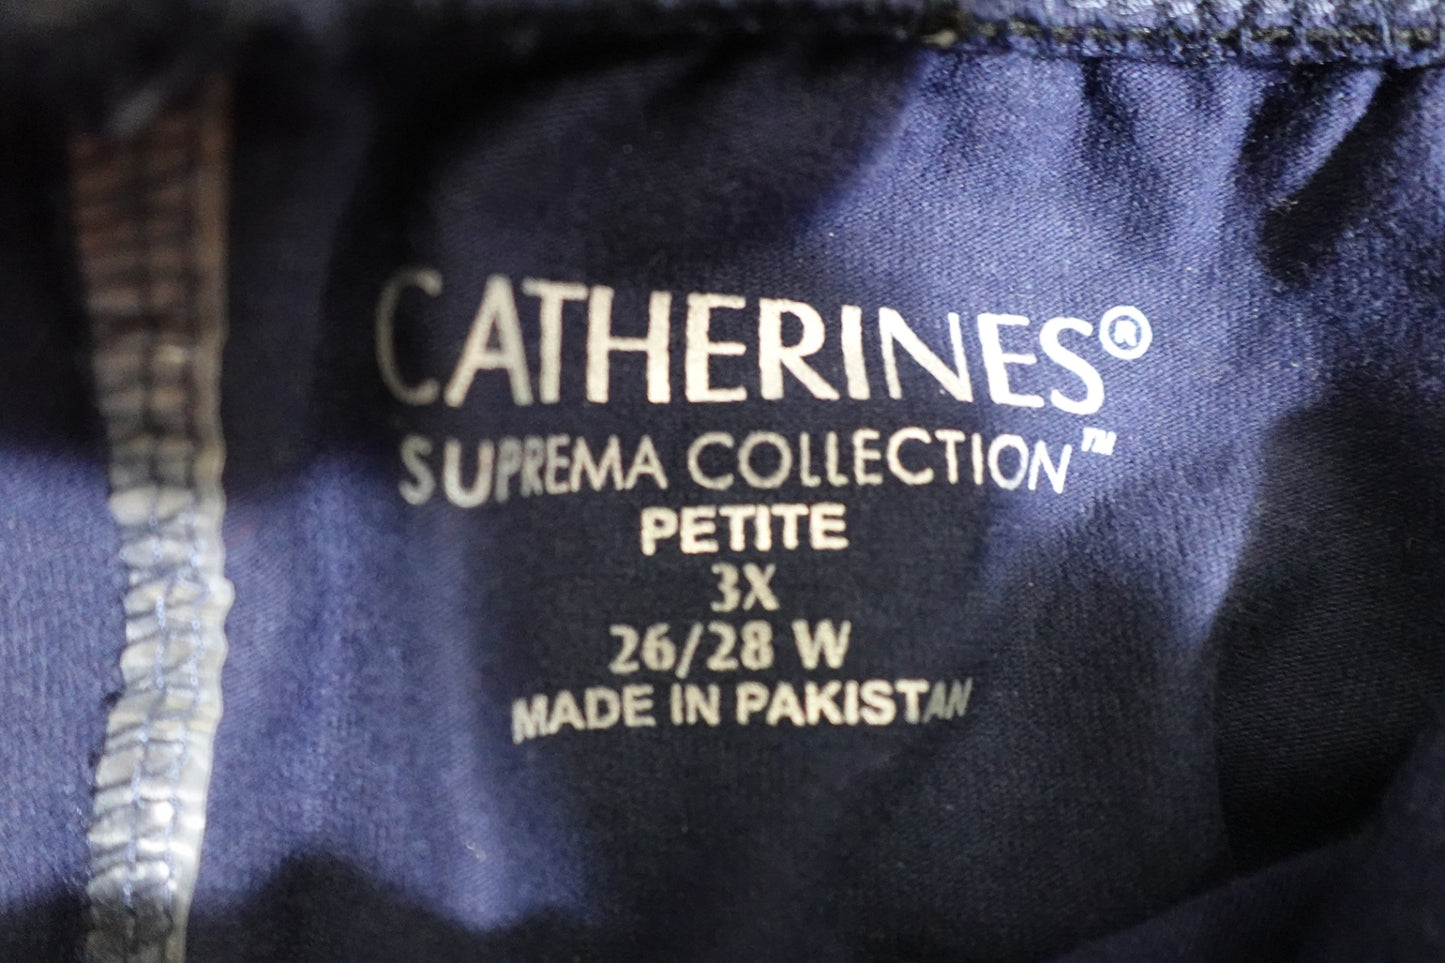 CATHERINES®
SUPREMA COLLECTION™
PETITE
3X
26/28 W
MADE IN PAKISTAN